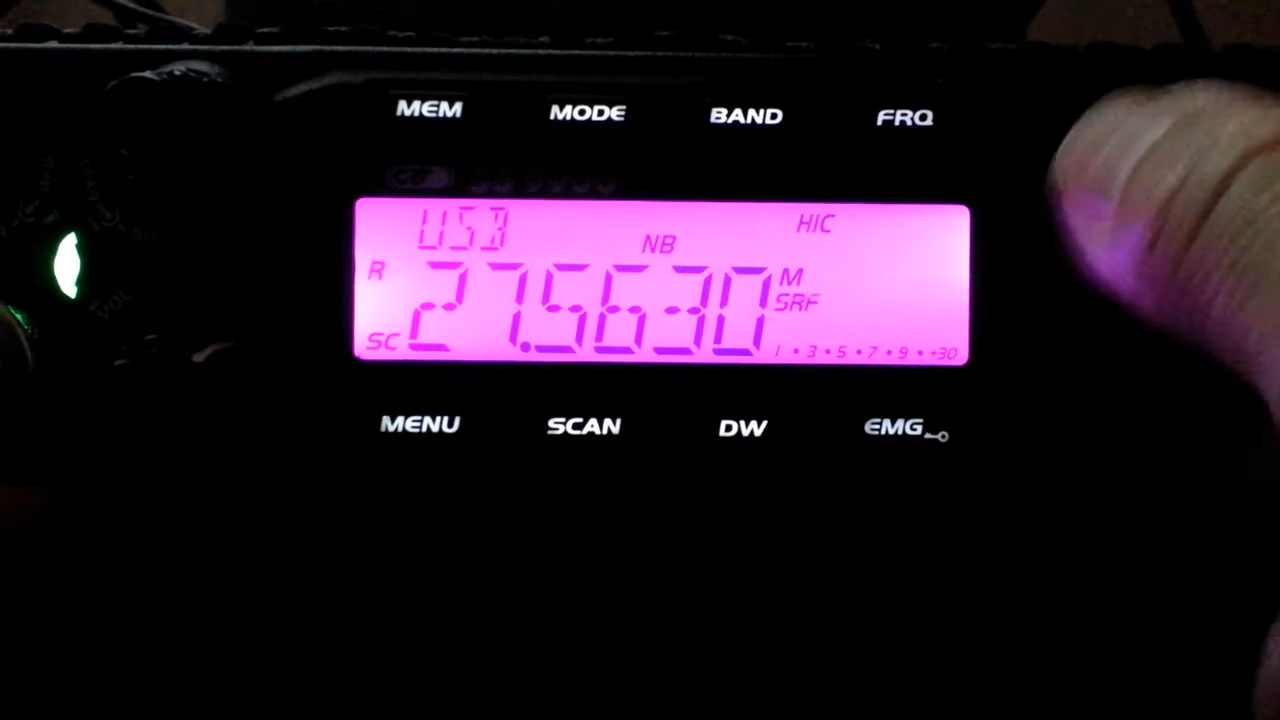 MEM MODE BAND FRQ
USB NB HIC
R 27.5630 M
SRF
SC 1 • 3 • 5 • 7 • 9 • +30
MENU SCAN DW EMG
VOL